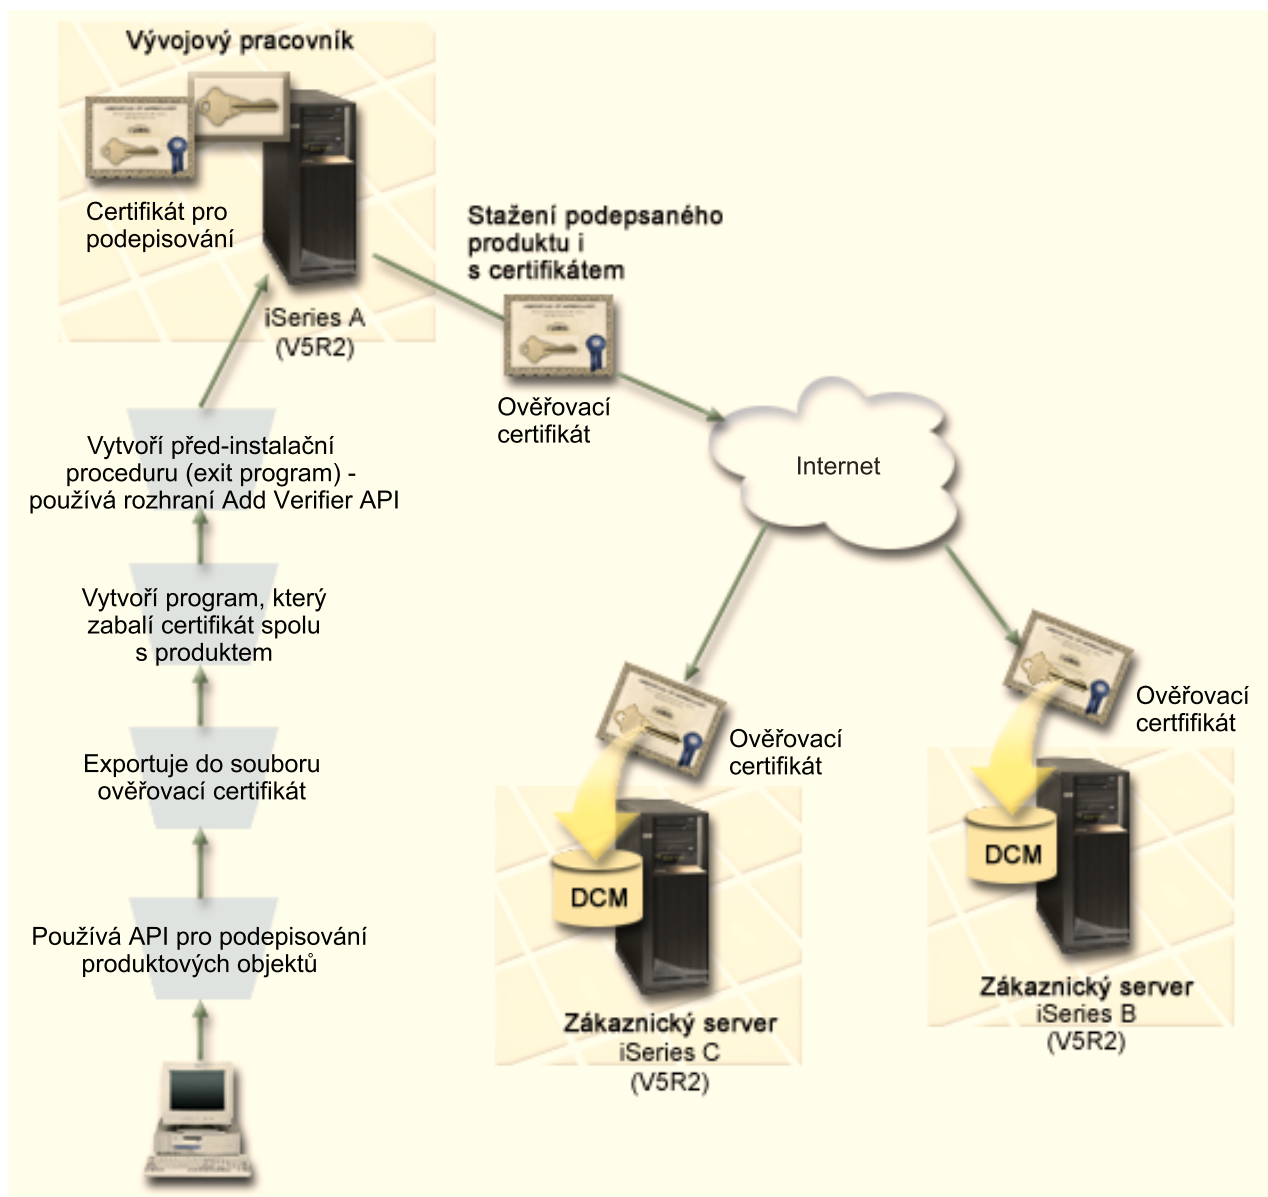 Vývojový pracovník
Certifikát pro
podepisování
iSeries A
(V5R2)
Stažení podepsaného
produktu i
s certifikátem
Ověřovací
certifikát
Internet
Vytvoří před-instalační
proceduru (exit program) -
používá rozhraní Add Verifier API
Vytvoří program, který
zabalí certifikát spolu
s produktem
Exportuje do souboru
ověřovací certifikát
Používá API pro podepisování
produktových objektů
Ověřovací
certifikát
DCM
Zákaznický server
iSeries C
(V5R2)
Ověřovací
certfifikát
DCM
Zákaznický server
iSeries B
(V5R2)